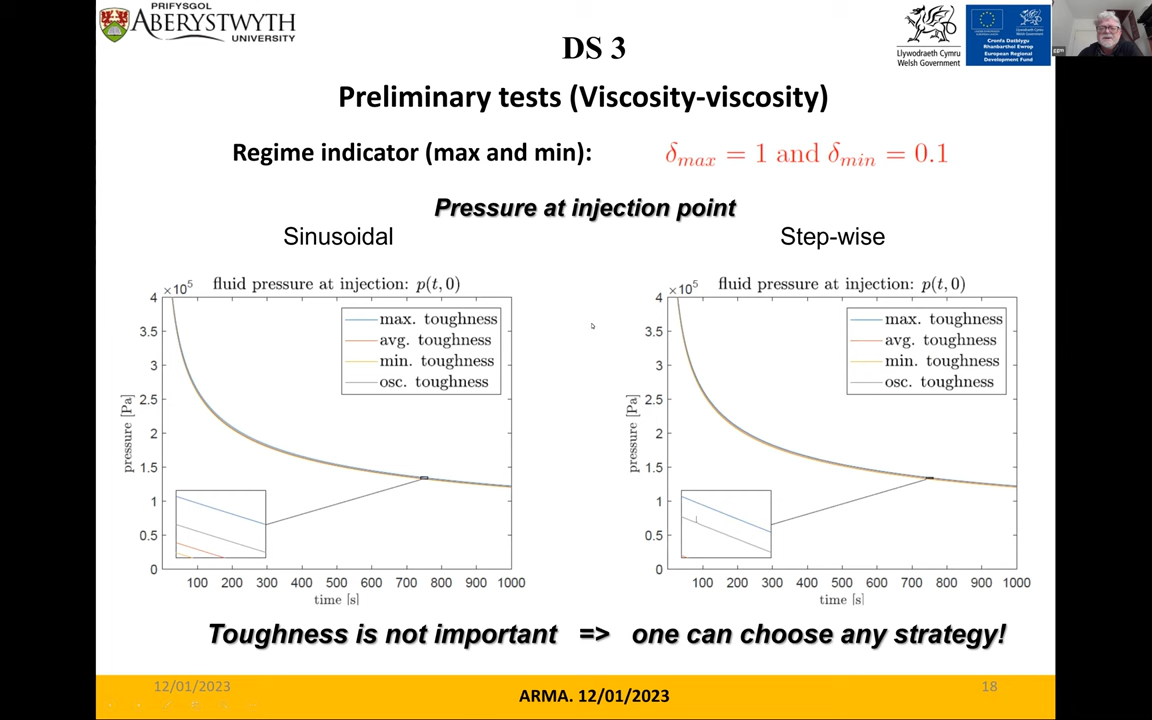 PRIFYSGOL
ABERYSTWYTH
UNIVERSITY
DS 3
Llywodraeth Cymru
Welsh Government
Cronfa Datblygu
Rhanbarthol Ewrop
European Regional
Development Fund
Preliminary tests (Viscosity-viscosity)
Regime indicator (max and min): δmax = 1 and δmin = 0.1
Pressure at injection point
Sinusoidal
×10⁵ fluid pressure at injection: p(t, 0)
4
3.5
3
2.5
2
1.5
1
0.5
0
pressure [Pa]
max. toughness
avg. toughness
min. toughness
osc. toughness
100 200 300 400 500 600 700 800 900 1000
time [s]
Step-wise
×10⁵ fluid pressure at injection: p(t, 0)
4
3.5
3
2.5
2
1.5
1
0.5
0
pressure [Pa]
max. toughness
avg. toughness
min. toughness
osc. toughness
100 200 300 400 500 600 700 800 900 1000
time [s]
Toughness is not important => one can choose any strategy!
12/01/2023
ARMA. 12/01/2023
18